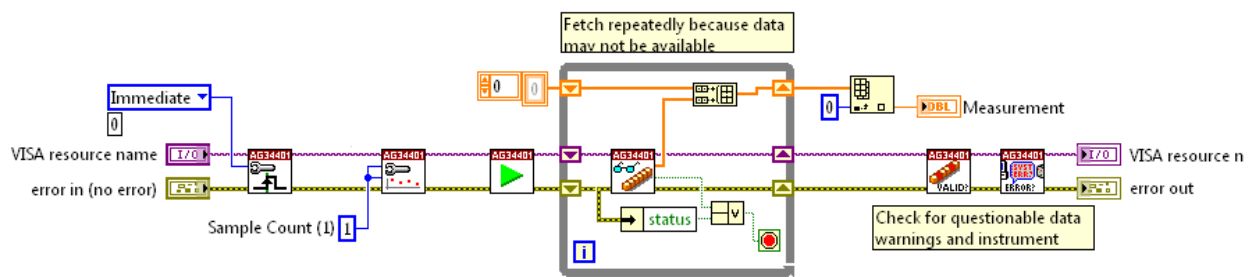 Fetch repeatedly because data
may not be available
Immediate
0
0
0
0
DBL
Measurement
VISA resource name
I/O
AG34401
AG34401
AG34401
AG34401
AG34401
VALID?
AG34401
SYST
ERR?
ERROR?
I/O
VISA resource n
error in (no error)
error out
Sample Count (1)
1
status
V
i
Check for questionable data
warnings and instrument